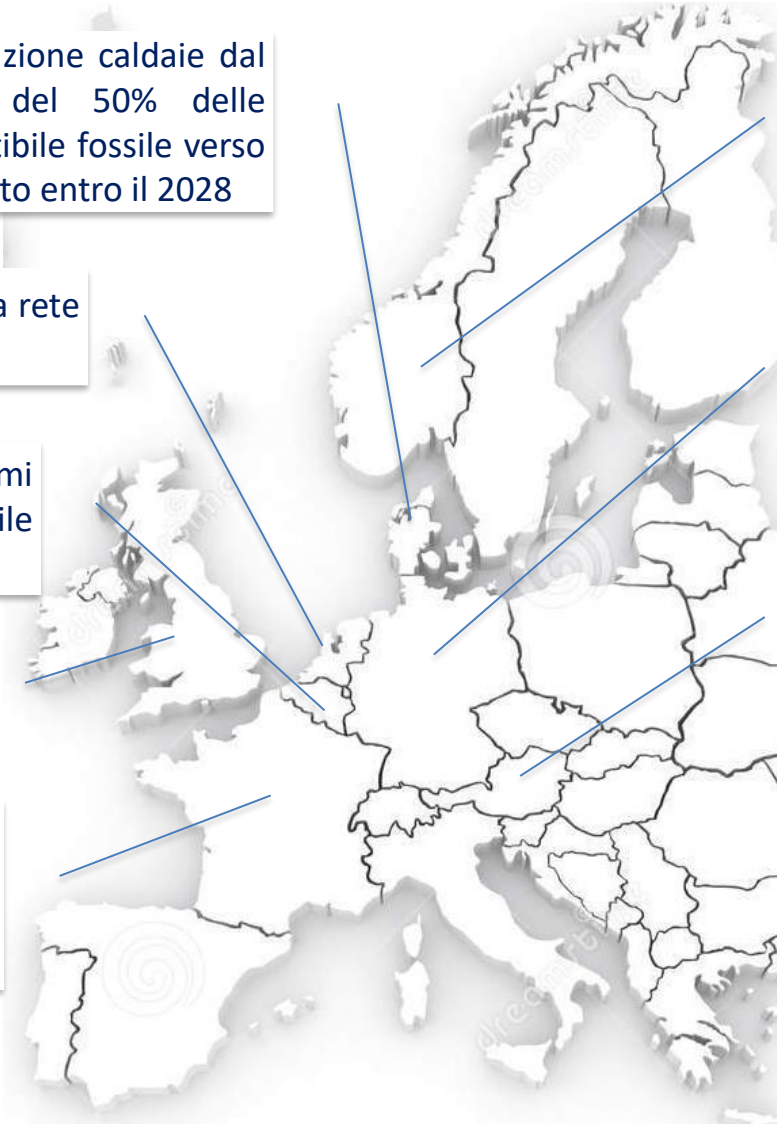 zione caldaie dal
del 50% delle
tibile fossile verso
to entro il 2028
a rete
mi
ile